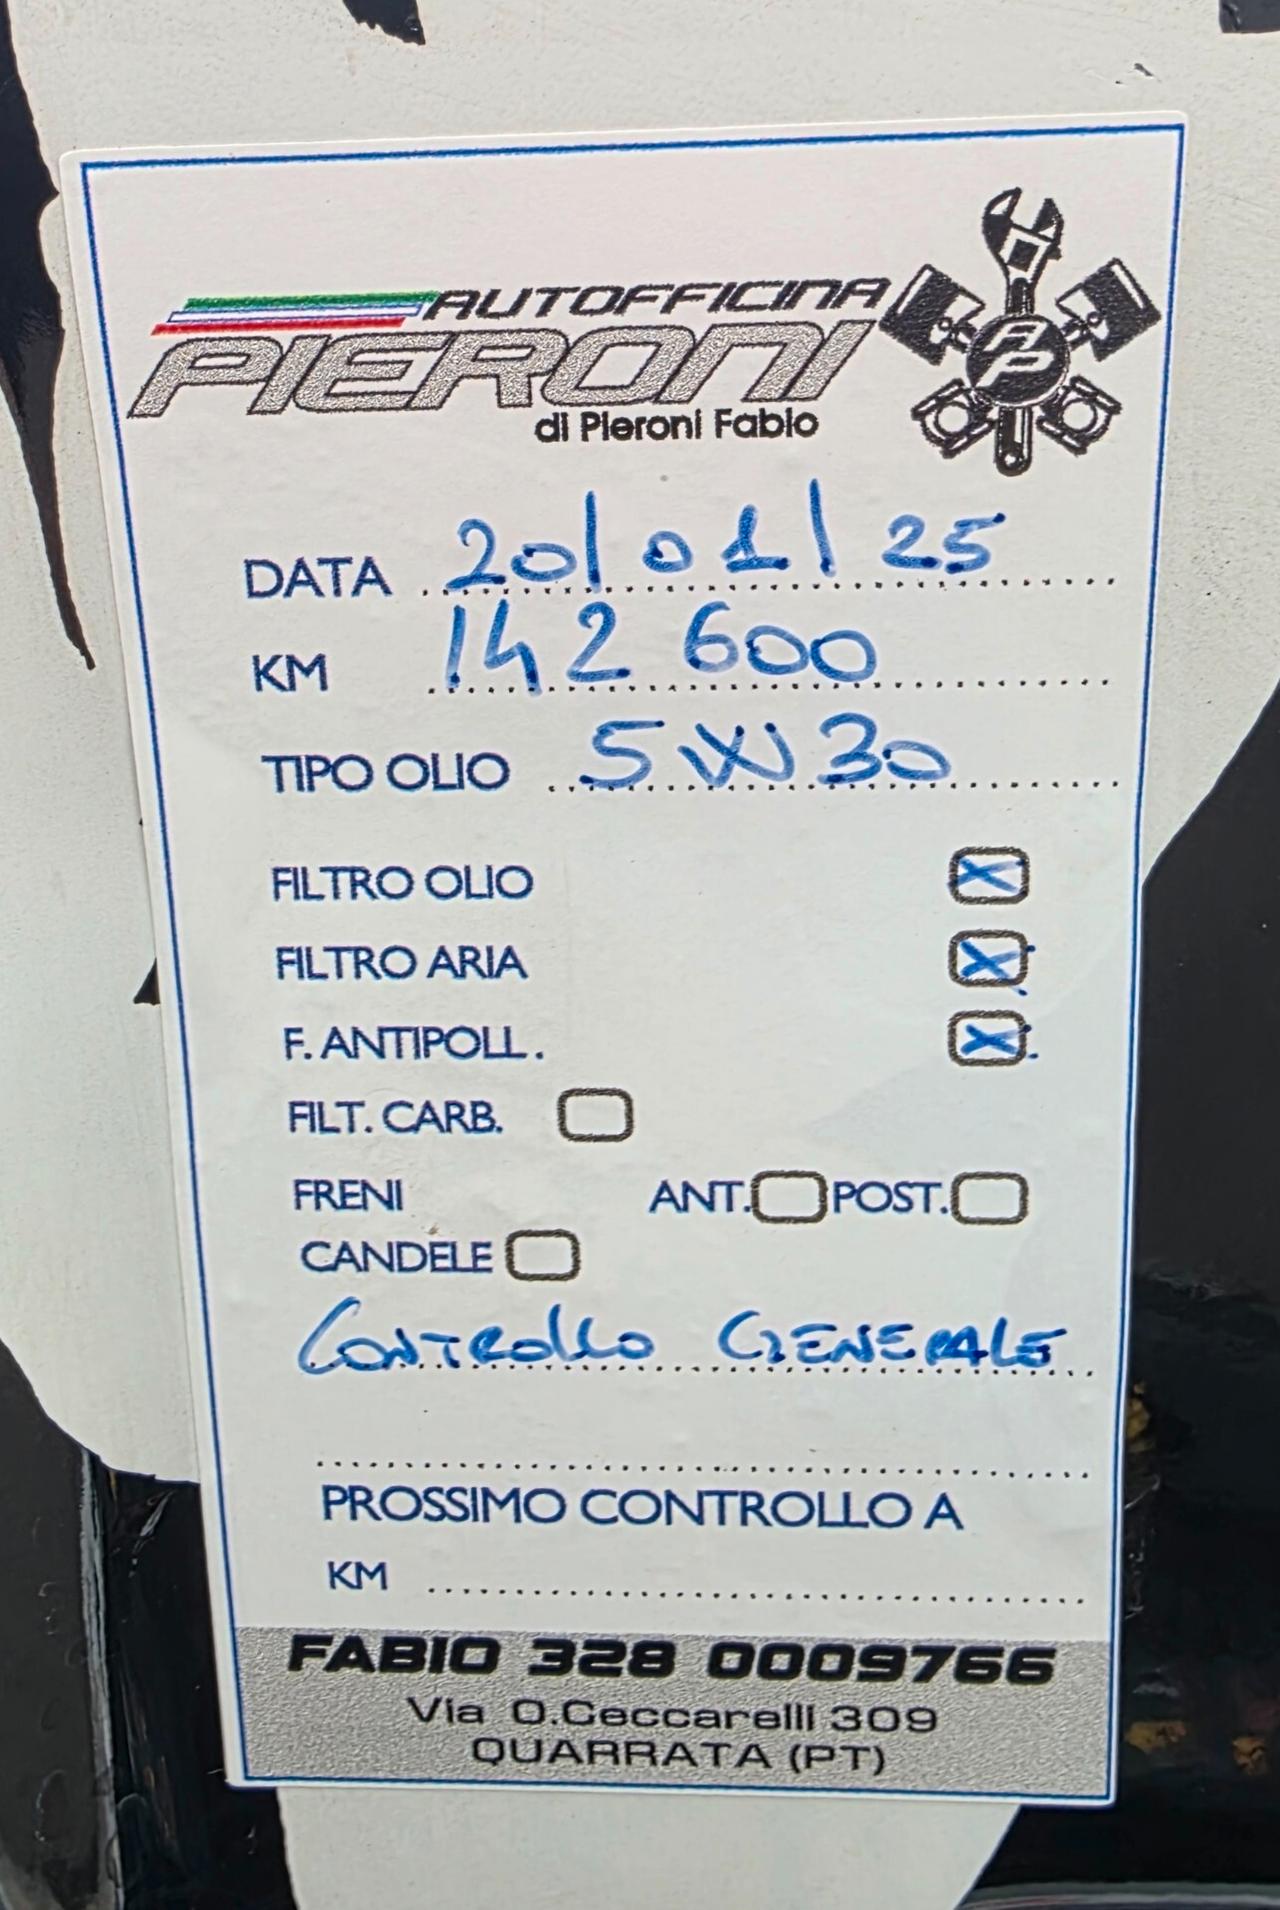 AUTOFFICINA
PIERONI
AP
di Pieroni Fabio
DATA 20/01/25
KM 142 600
TIPO OLIO 5W30
FILTRO OLIO
FILTRO ARIA
F. ANTIPOLL.
FILT. CARB.
FRENI ANT. POST.
CANDELE
CONTROLLO GENERALE
PROSSIMO CONTROLLO A
KM
FABIO 328 0009766
Via O.Ceccarelli 309
QUARRATA (PT)